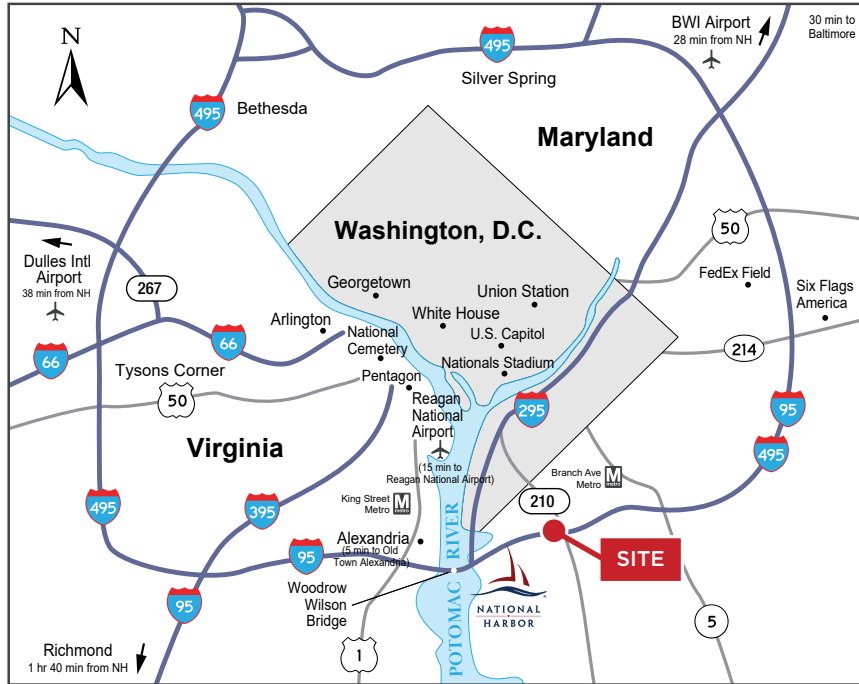 N
495
Silver Spring
BWI Airport
28 min from NH
30 min to
Baltimore
495
Bethesda
Maryland
50
Washington, D.C.
Dulles Intl
Airport
38 min from NH
267
Georgetown
Union Station
FedEx Field
Six Flags
America
Arlington
White House
National
Cemetery
U.S. Capitol
66
66
214
Tysons Corner
Pentagon
Nationals Stadium
50
Reagan
National
Airport
295
95
Virginia
(15 min to
Reagan National Airport)
495
Branch Ave
Metro
M
metro
210
King Street
Metro
M
metro
495
395
Alexandria
(5 min to Old
Town Alexandria)
95
POTOMAC RIVER
SITE
Woodrow
Wilson
Bridge
NATIONAL
HARBOR
95
5
1
Richmond
1 hr 40 min from NH